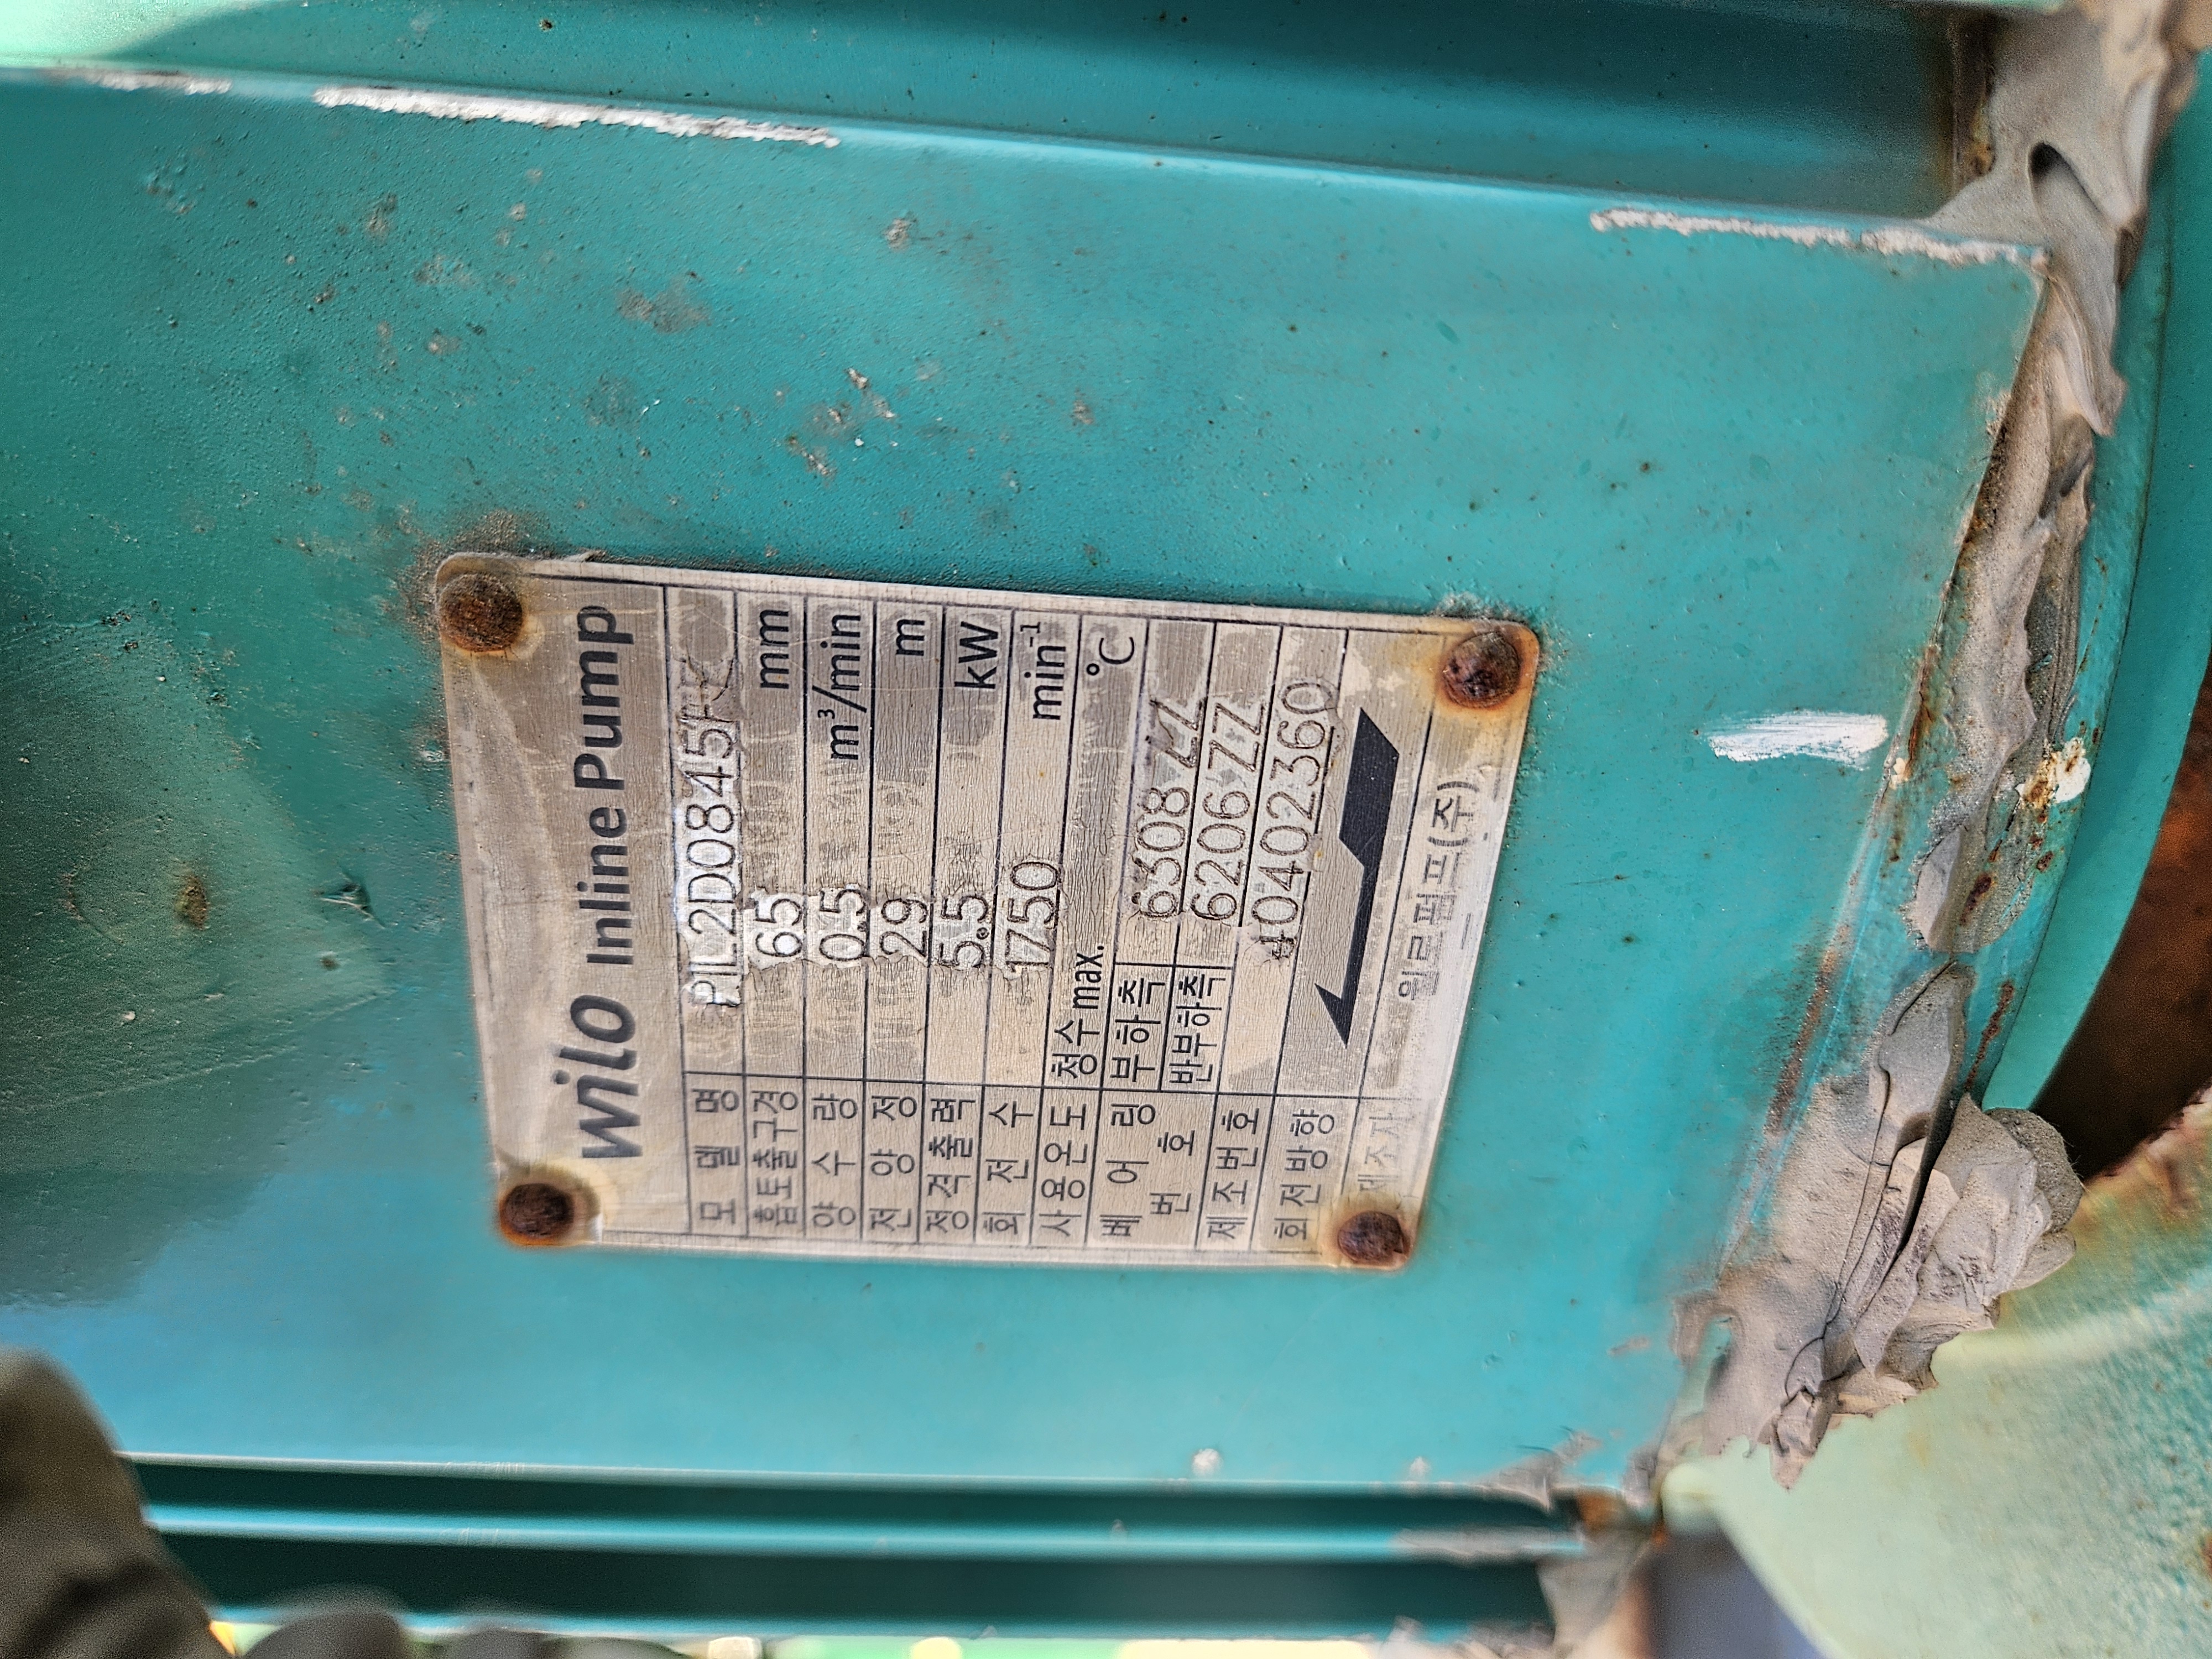 wilo Inline Pump
모 델 명 PIL2D0845FK
흡토출구경 65 mm
양 수 량 0.5 m³/min
전 양 정 29 m
정격출력 5.5 kW
회 전 수 1750 min⁻¹
사용온도 청수 max. °C
베 어 링 번 호 부하측 6308 ZZ
반부하측 6206 ZZ
제조번호 40402360
회전방향
제조자 윌로펌프(주)